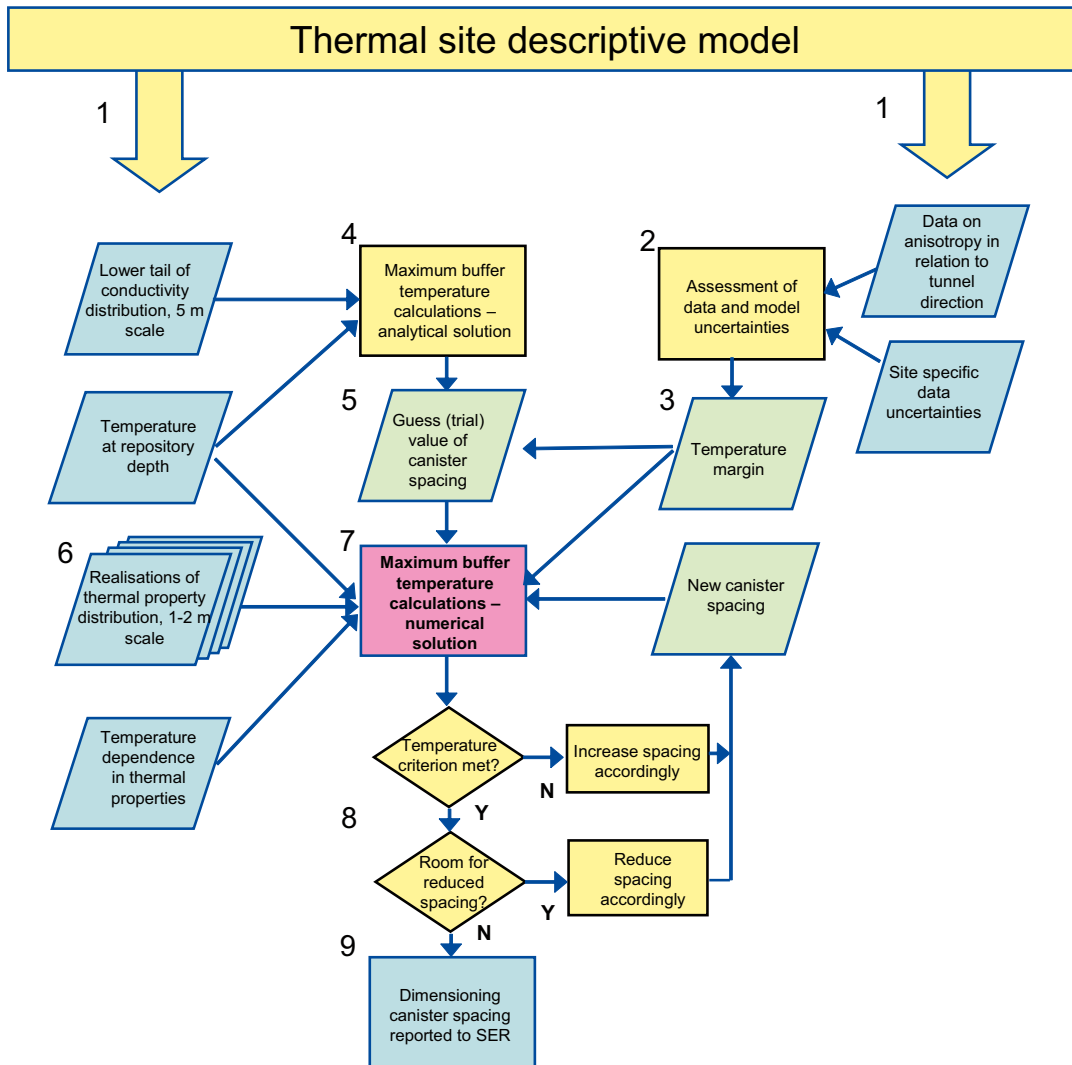 Thermal site descriptive model
1
1
Lower tail of
conductivity
distribution, 5 m
scale
4
Maximum buffer
temperature
calculations –
analytical solution
2
Assessment of
data and model
uncertainties
Data on
anisotropy in
relation to
tunnel
direction
Site specific
data
uncertainties
Temperature
at repository
depth
5
Guess (trial)
value of
canister
spacing
3
Temperature
margin
6
Realisations of
thermal property
distribution, 1-2 m
scale
7
Maximum buffer
temperature
calculations –
numerical
solution
New canister
spacing
Temperature
dependence
in thermal
properties
Temperature
criterion met?
N
Increase spacing
accordingly
Y
8
Room for
reduced
spacing?
Y
Reduce
spacing
accordingly
N
9
Dimensioning
canister spacing
reported to SER